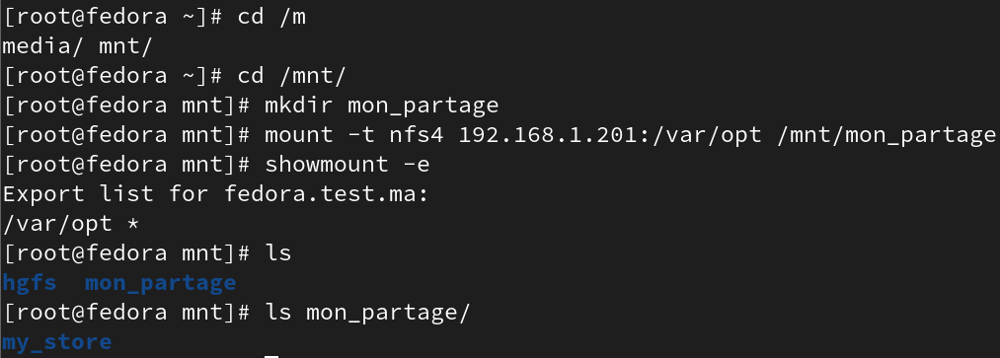 [root@fedora ~]# cd /m
media/ mnt/
[root@fedora ~]# cd /mnt/
[root@fedora mnt]# mkdir mon_partage
[root@fedora mnt]# mount -t nfs4 192.168.1.201:/var/opt /mnt/mon_partage
[root@fedora mnt]# showmount -e
Export list for fedora.test.ma:
/var/opt *
[root@fedora mnt]# ls
hgfs  mon_partage
[root@fedora mnt]# ls mon_partage/
my_store